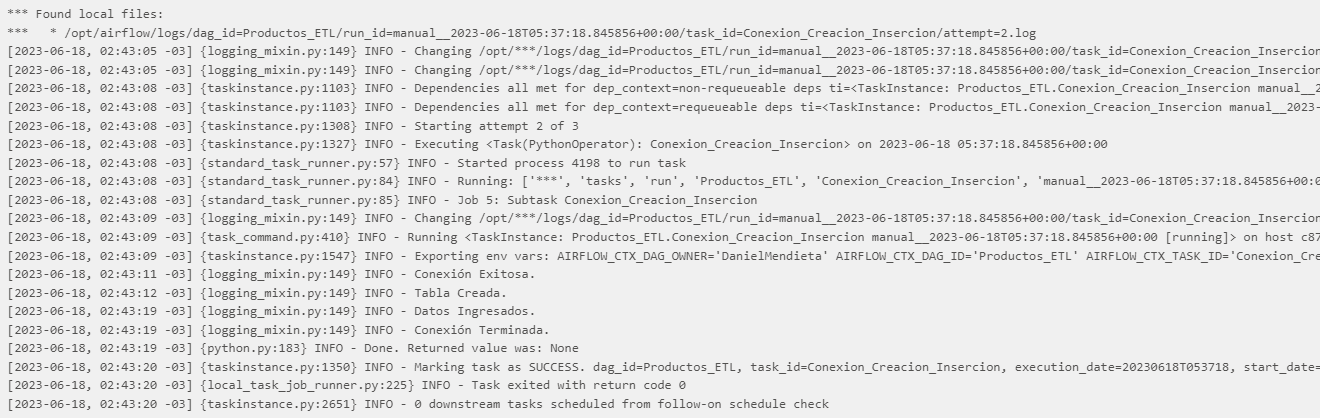 *** Found local files:
***   * /opt/airflow/logs/dag_id=Productos_ETL/run_id=manual__2023-06-18T05:37:18.845856+00:00/task_id=Conexion_Creacion_Insercion/attempt=2.log
[2023-06-18, 02:43:05 -03] {logging_mixin.py:149} INFO - Changing /opt/***/logs/dag_id=Productos_ETL/run_id=manual__2023-06-18T05:37:18.845856+00:00/task_id=Conexion_Creacion_Insercion
[2023-06-18, 02:43:05 -03] {logging_mixin.py:149} INFO - Changing /opt/***/logs/dag_id=Productos_ETL/run_id=manual__2023-06-18T05:37:18.845856+00:00/task_id=Conexion_Creacion_Insercion
[2023-06-18, 02:43:08 -03] {taskinstance.py:1103} INFO - Dependencies all met for dep_context=non-requeueable deps ti=<TaskInstance: Productos_ETL.Conexion_Creacion_Insercion manual__2
[2023-06-18, 02:43:08 -03] {taskinstance.py:1103} INFO - Dependencies all met for dep_context=requeueable deps ti=<TaskInstance: Productos_ETL.Conexion_Creacion_Insercion manual__2023-
[2023-06-18, 02:43:08 -03] {taskinstance.py:1308} INFO - Starting attempt 2 of 3
[2023-06-18, 02:43:08 -03] {taskinstance.py:1327} INFO - Executing <Task(PythonOperator): Conexion_Creacion_Insercion> on 2023-06-18 05:37:18.845856+00:00
[2023-06-18, 02:43:08 -03] {standard_task_runner.py:57} INFO - Started process 4198 to run task
[2023-06-18, 02:43:08 -03] {standard_task_runner.py:84} INFO - Running: ['***', 'tasks', 'run', 'Productos_ETL', 'Conexion_Creacion_Insercion', 'manual__2023-06-18T05:37:18.845856+00:0
[2023-06-18, 02:43:08 -03] {standard_task_runner.py:85} INFO - Job 5: Subtask Conexion_Creacion_Insercion
[2023-06-18, 02:43:09 -03] {logging_mixin.py:149} INFO - Changing /opt/***/logs/dag_id=Productos_ETL/run_id=manual__2023-06-18T05:37:18.845856+00:00/task_id=Conexion_Creacion_Insercion
[2023-06-18, 02:43:09 -03] {task_command.py:410} INFO - Running <TaskInstance: Productos_ETL.Conexion_Creacion_Insercion manual__2023-06-18T05:37:18.845856+00:00 [running]> on host c87
[2023-06-18, 02:43:09 -03] {taskinstance.py:1547} INFO - Exporting env vars: AIRFLOW_CTX_DAG_OWNER='DanielMendieta' AIRFLOW_CTX_DAG_ID='Productos_ETL' AIRFLOW_CTX_TASK_ID='Conexion_Cre
[2023-06-18, 02:43:11 -03] {logging_mixin.py:149} INFO - Conexión Exitosa.
[2023-06-18, 02:43:12 -03] {logging_mixin.py:149} INFO - Tabla Creada.
[2023-06-18, 02:43:19 -03] {logging_mixin.py:149} INFO - Datos Ingresados.
[2023-06-18, 02:43:19 -03] {logging_mixin.py:149} INFO - Conexión Terminada.
[2023-06-18, 02:43:19 -03] {python.py:183} INFO - Done. Returned value was: None
[2023-06-18, 02:43:20 -03] {taskinstance.py:1350} INFO - Marking task as SUCCESS. dag_id=Productos_ETL, task_id=Conexion_Creacion_Insercion, execution_date=20230618T053718, start_date=
[2023-06-18, 02:43:20 -03] {local_task_job_runner.py:225} INFO - Task exited with return code 0
[2023-06-18, 02:43:20 -03] {taskinstance.py:2651} INFO - 0 downstream tasks scheduled from follow-on schedule check